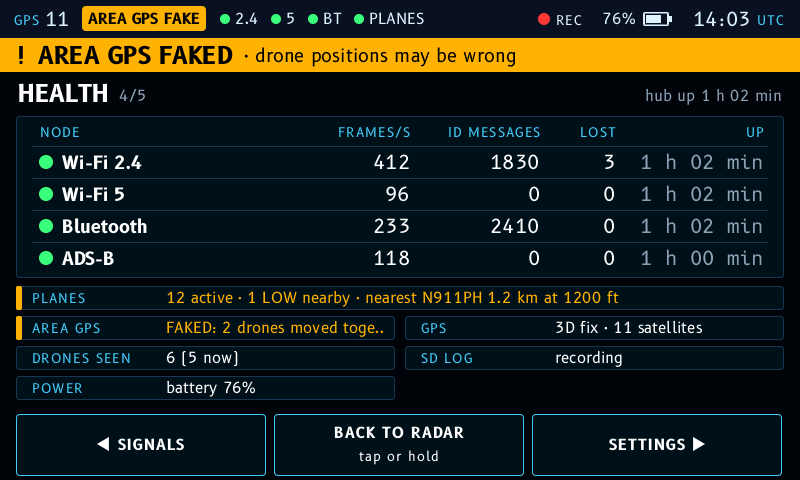 GPS 11 AREA GPS FAKE 2.4 5 BT PLANES REC 76% 14:03 UTC
! AREA GPS FAKED · drone positions may be wrong
HEALTH 4/5 hub up 1 h 02 min
NODE FRAMES/S ID MESSAGES LOST UP
Wi-Fi 2.4 412 1830 3 1 h 02 min
Wi-Fi 5 96 0 0 1 h 02 min
Bluetooth 233 2410 0 1 h 02 min
ADS-B 118 0 0 1 h 00 min
PLANES 12 active · 1 LOW nearby · nearest N911PH 1.2 km at 1200 ft
AREA GPS FAKED: 2 drones moved toge.. GPS 3D fix · 11 satellites
DRONES SEEN 6 (5 now) SD LOG recording
POWER battery 76%
◀ SIGNALS BACK TO RADAR SETTINGS ▶
tap or hold